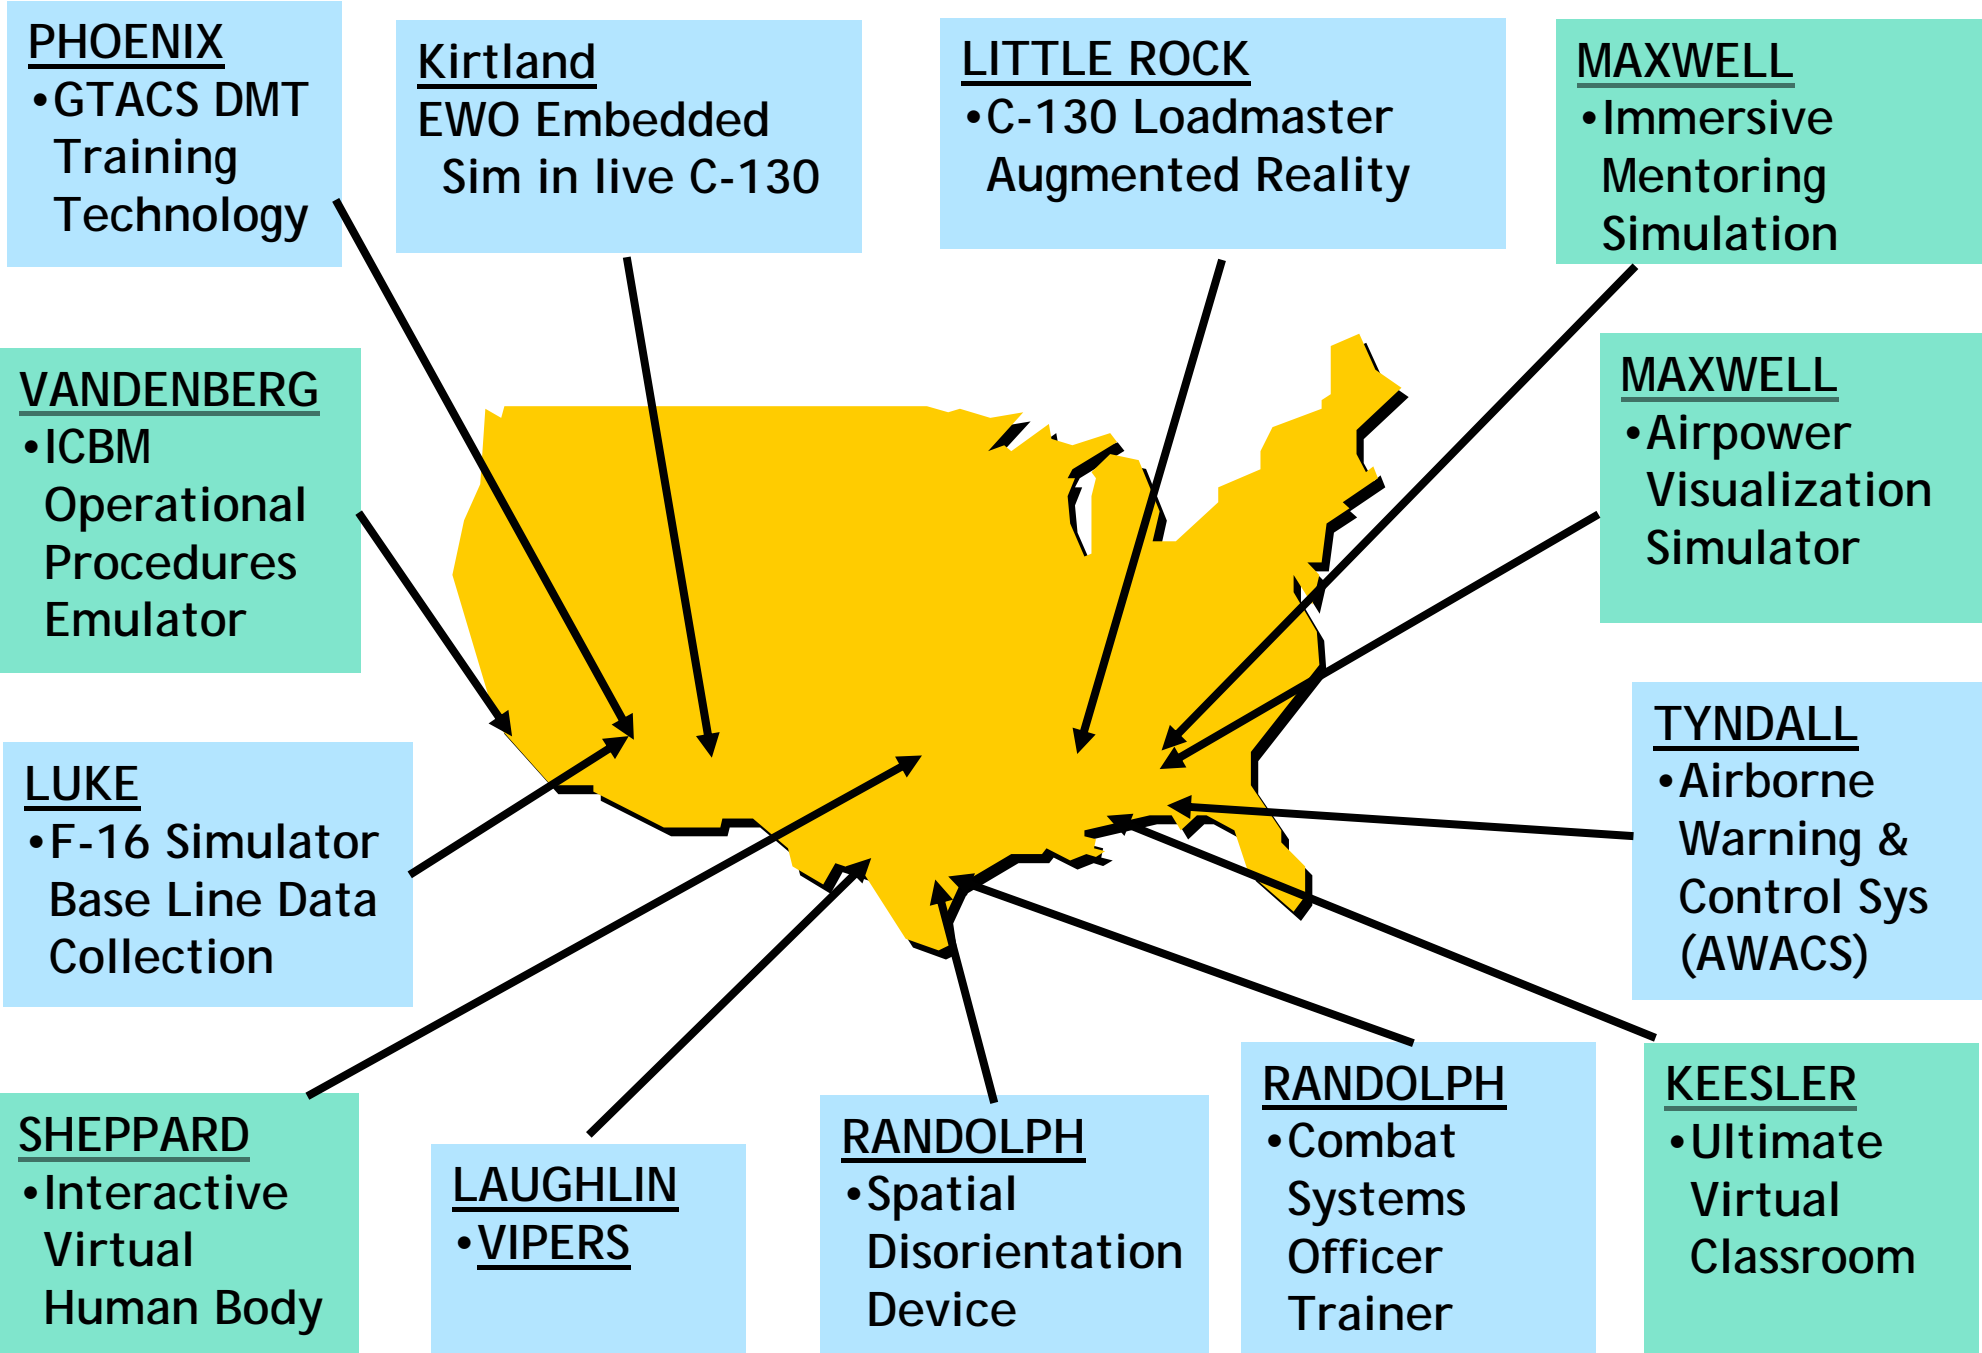 PHOENIX
•GTACS DMT
Training
Technology
Kirtland
EWO Embedded
Sim in live C-130
LITTLE ROCK
•C-130 Loadmaster
Augmented Reality
MAXWELL
•Immersive
Mentoring
Simulation
VANDENBERG
•ICBM
Operational
Procedures
Emulator
MAXWELL
•Airpower
Visualization
Simulator
LUKE
•F-16 Simulator
Base Line Data
Collection
TYNDALL
•Airborne
Warning &
Control Sys
(AWACS)
SHEPPARD
•Interactive
Virtual
Human Body
LAUGHLIN
•VIPERS
RANDOLPH
•Spatial
Disorientation
Device
RANDOLPH
•Combat
Systems
Officer
Trainer
KEESLER
•Ultimate
Virtual
Classroom